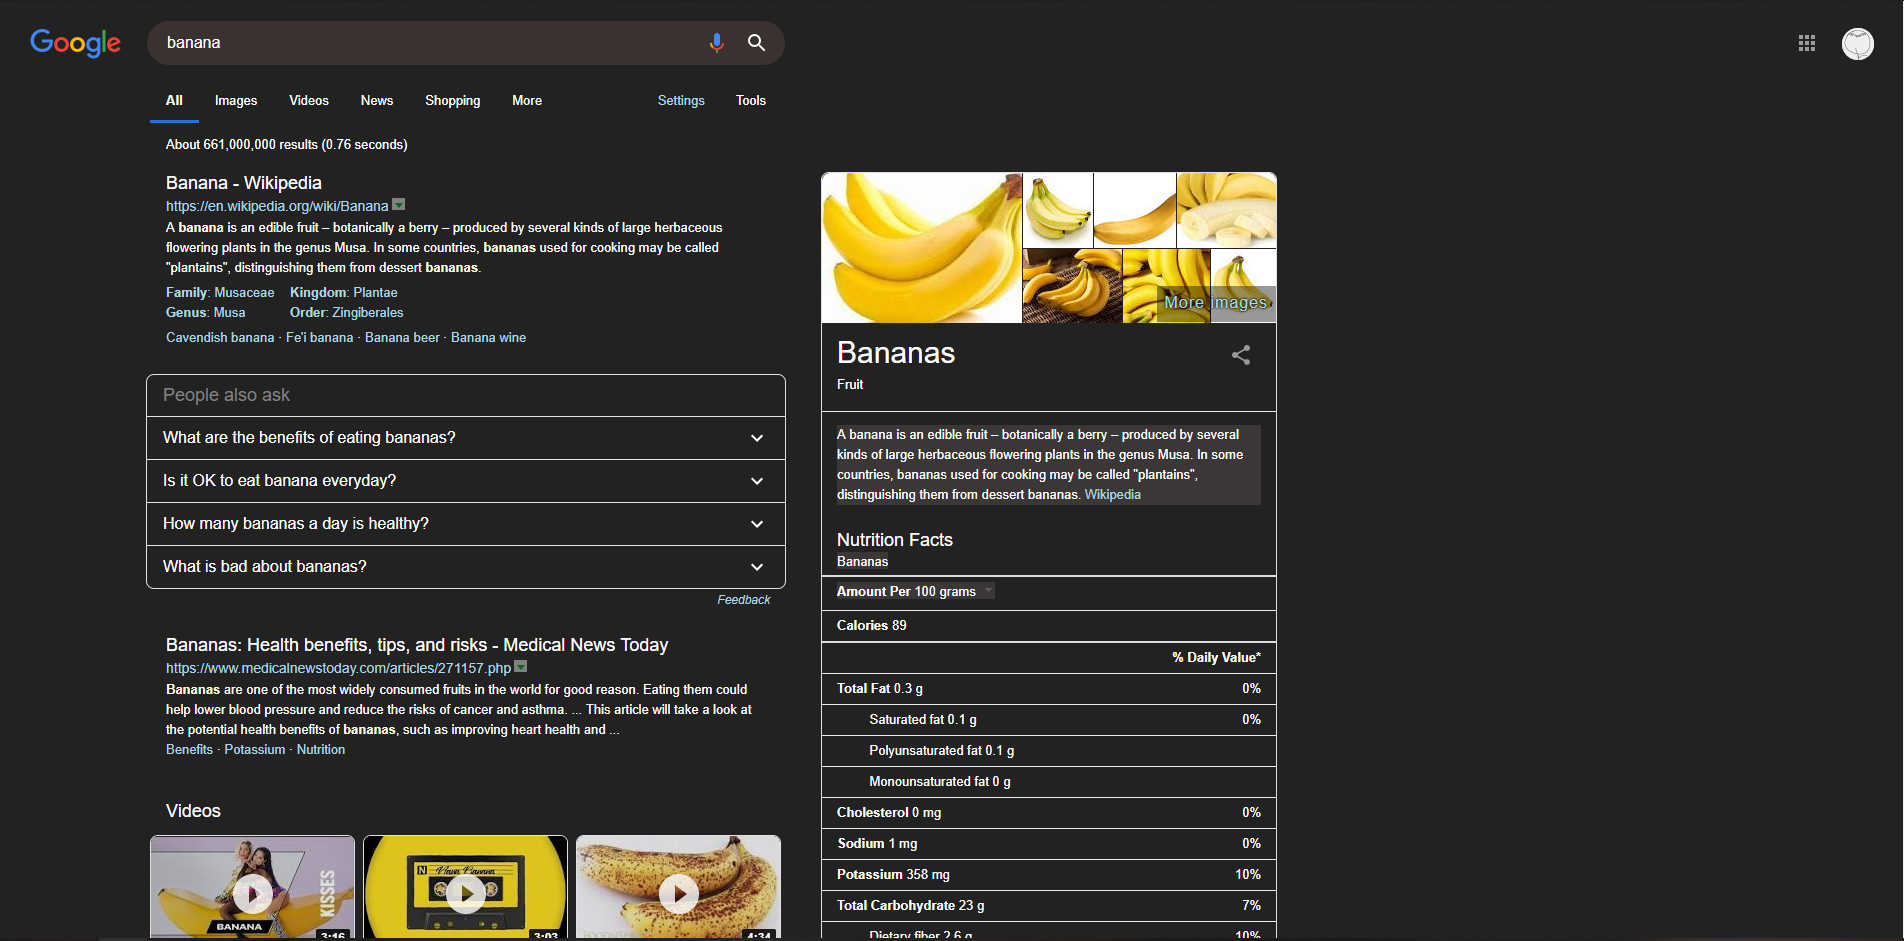 Google
banana
All Images Videos News Shopping More Settings Tools
About 661,000,000 results (0.76 seconds)
Banana - Wikipedia
https://en.wikipedia.org/wiki/Banana
A banana is an edible fruit – botanically a berry – produced by several kinds of large herbaceous
flowering plants in the genus Musa. In some countries, bananas used for cooking may be called
"plantains", distinguishing them from dessert bananas.
Family: Musaceae Kingdom: Plantae
Genus: Musa Order: Zingiberales
Cavendish banana · Fe'i banana · Banana beer · Banana wine
People also ask
What are the benefits of eating bananas?
Is it OK to eat banana everyday?
How many bananas a day is healthy?
What is bad about bananas?
Feedback
Bananas: Health benefits, tips, and risks - Medical News Today
https://www.medicalnewstoday.com/articles/271157.php
Bananas are one of the most widely consumed fruits in the world for good reason. Eating them could
help lower blood pressure and reduce the risks of cancer and asthma. ... This article will take a look at
the potential health benefits of bananas, such as improving heart health and ...
Benefits · Potassium · Nutrition
Videos
KISSES
BANANA
3:16
N
3:03
4:34
More images
Bananas
Fruit
A banana is an edible fruit – botanically a berry – produced by several
kinds of large herbaceous flowering plants in the genus Musa. In some
countries, bananas used for cooking may be called "plantains",
distinguishing them from dessert bananas. Wikipedia
Nutrition Facts
Bananas
Amount Per 100 grams
Calories 89
% Daily Value*
Total Fat 0.3 g 0%
Saturated fat 0.1 g 0%
Polyunsaturated fat 0.1 g
Monounsaturated fat 0 g
Cholesterol 0 mg 0%
Sodium 1 mg 0%
Potassium 358 mg 10%
Total Carbohydrate 23 g 7%
Dietary fiber 2.6 g 10%